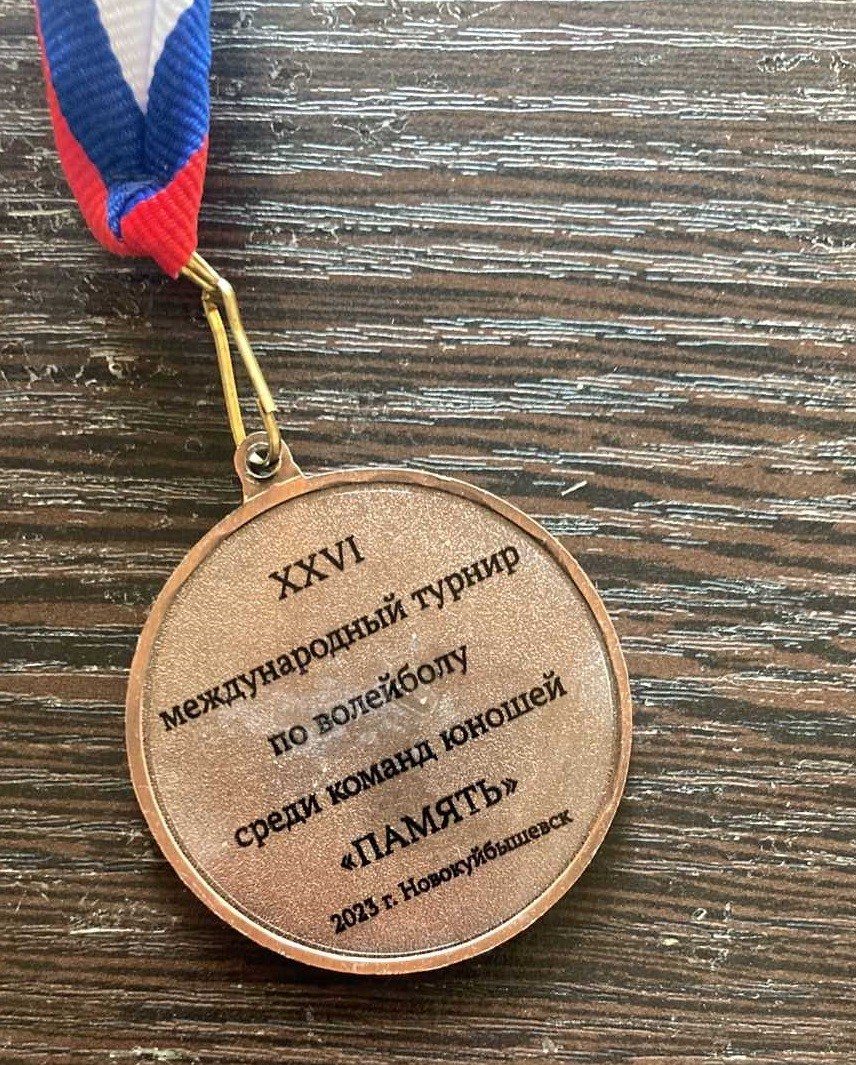 XXVI
международный турнир
по волейболу
среди команд юношей
«ПАМЯТЬ»
2023 г. Новокуйбышевск